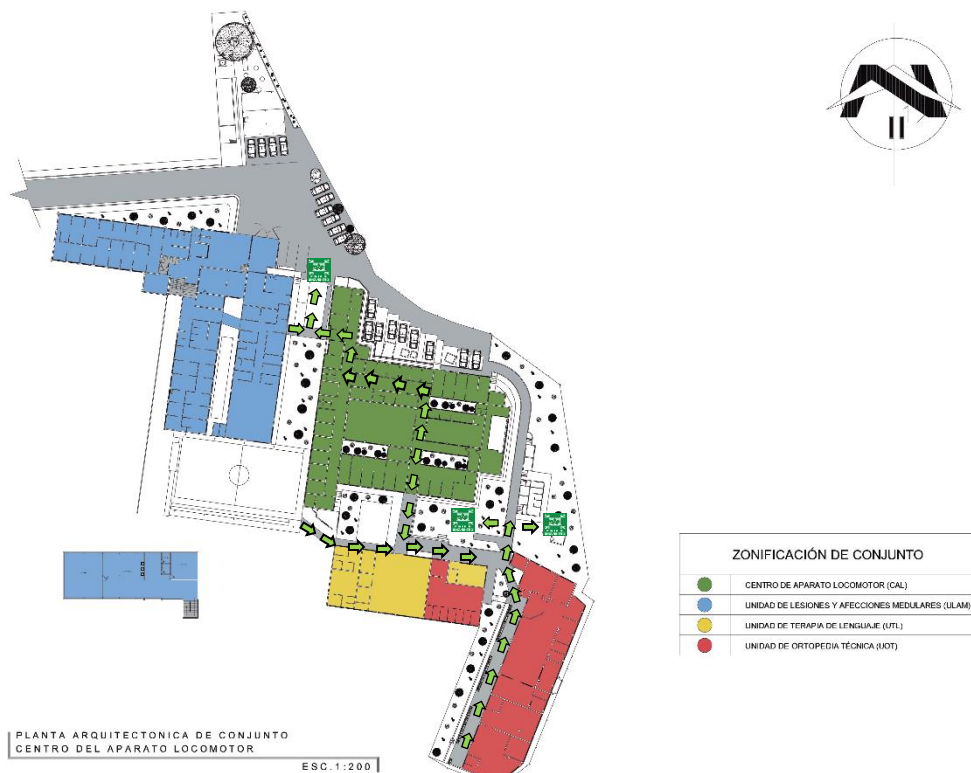 ZONIFICACIÓN DE CONJUNTO
CENTRO DE APARATO LOCOMOTOR (CAL)
UNIDAD DE LESIONES Y AFECCIONES MEDULARES (ULAM)
UNIDAD DE TERAPIA DE LENGUAJE (UTL)
UNIDAD DE ORTOPEDIA TÉCNICA (UOT)
PLANTA ARQUITECTONICA DE CONJUNTO
CENTRO DEL APARATO LOCOMOTOR
ESC.1:200